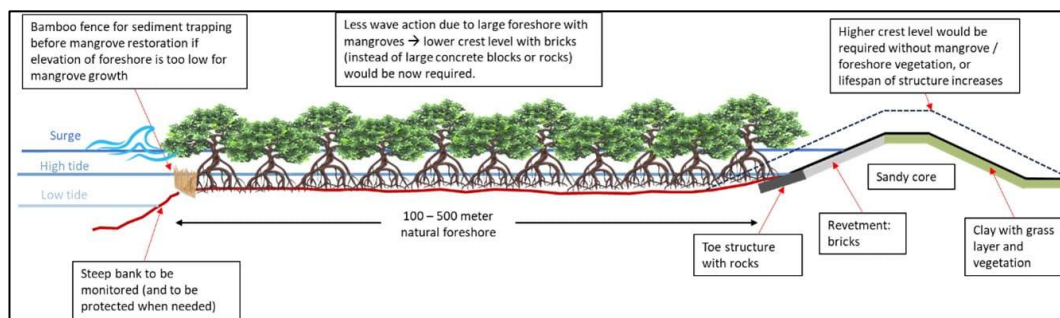 Bamboo fence for sediment trapping
before mangrove restoration if
elevation of foreshore is too low for
mangrove growth
Less wave action due to large foreshore with
mangroves → lower crest level with bricks
(instead of large concrete blocks or rocks)
would be now required.
Higher crest level would be
required without mangrove /
foreshore vegetation, or
lifespan of structure increases
Surge
High tide
Low tide
Sandy core
100 – 500 meter
natural foreshore
Toe structure
with rocks
Revetment:
bricks
Clay with grass
layer and
vegetation
Steep bank to be
monitored (and to be
protected when needed)